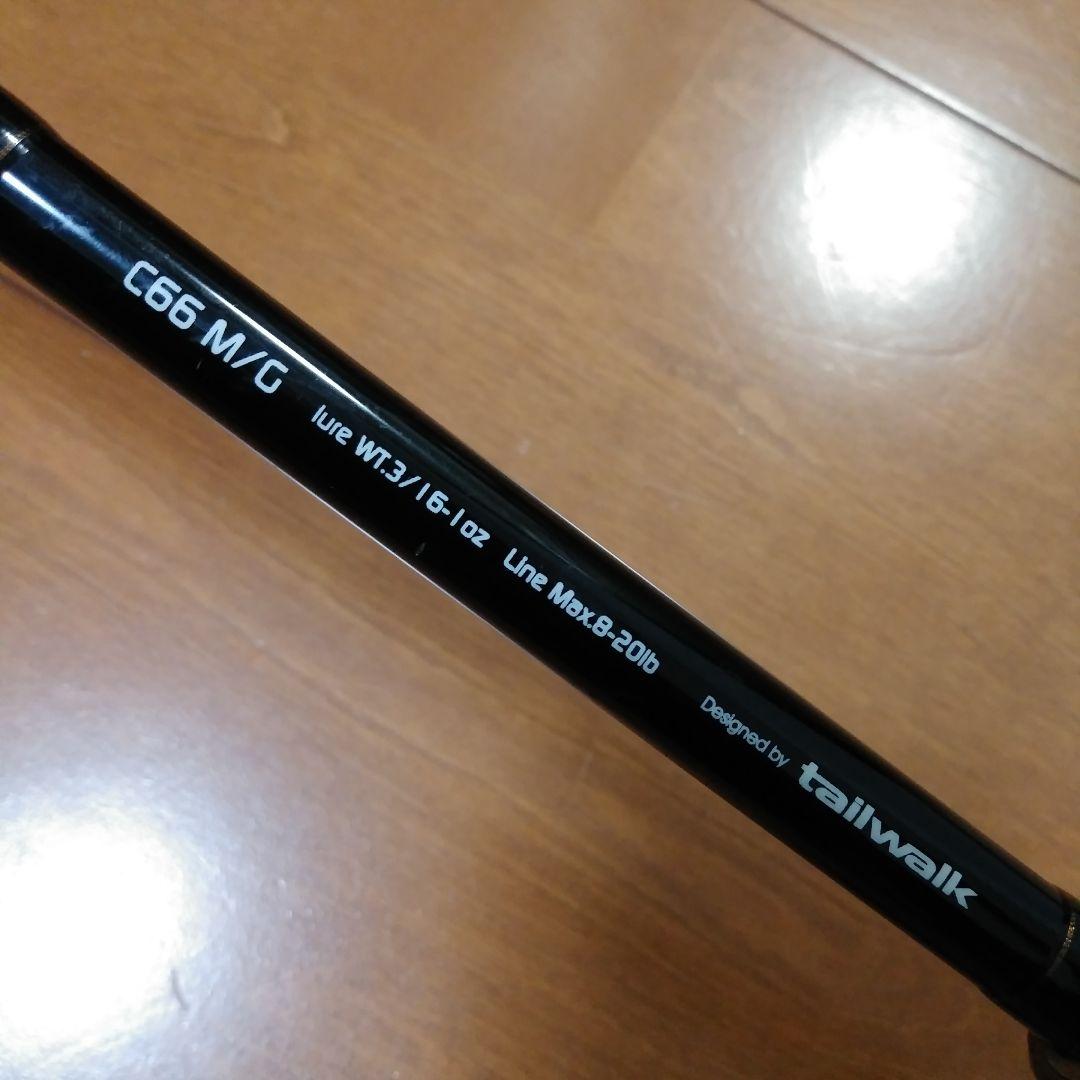 C66 M/G lure WT.3/16-1oz Line Max.8-20lb Designed by tailwalk